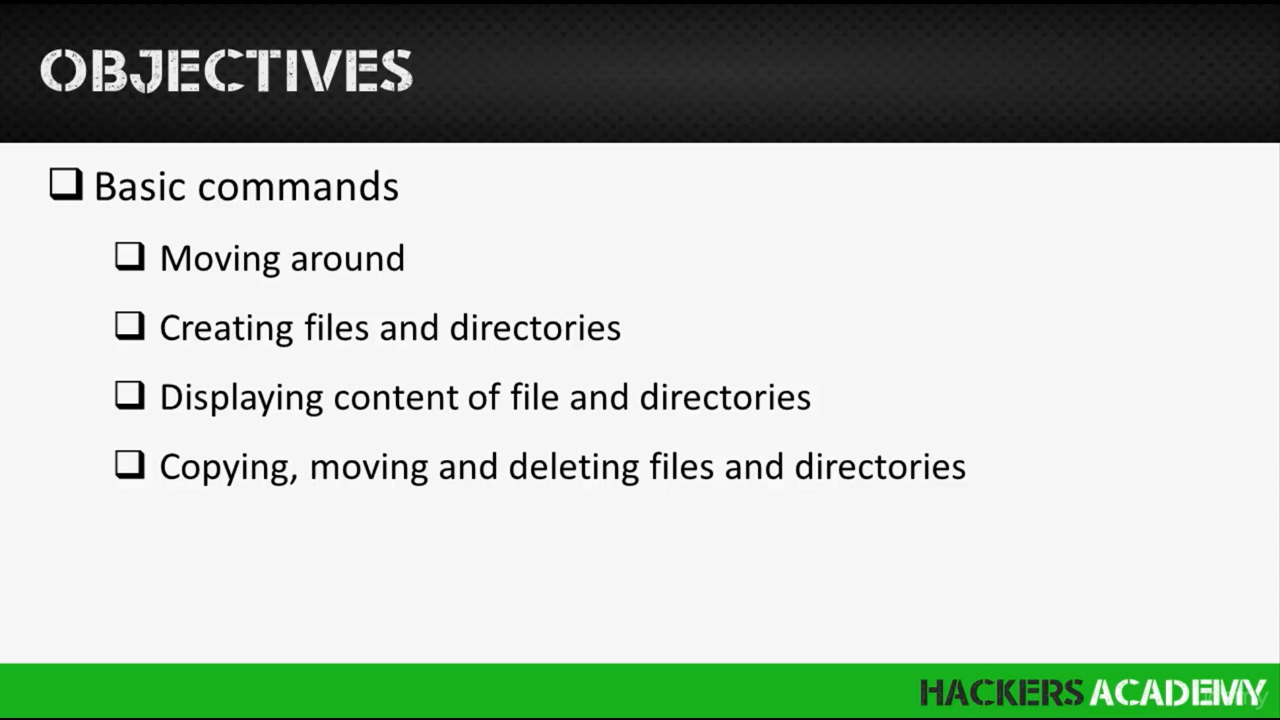 OBJECTIVES
Basic commands
Moving around
Creating files and directories
Displaying content of file and directories
Copying, moving and deleting files and directories
HACKERS ACADEMY